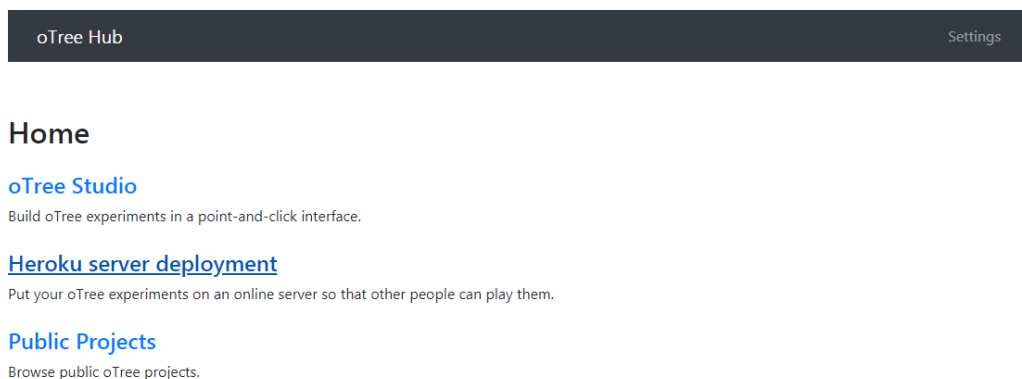 oTree Hub
Settings
Home
oTree Studio
Build oTree experiments in a point-and-click interface.
Heroku server deployment
Put your oTree experiments on an online server so that other people can play them.
Public Projects
Browse public oTree projects.